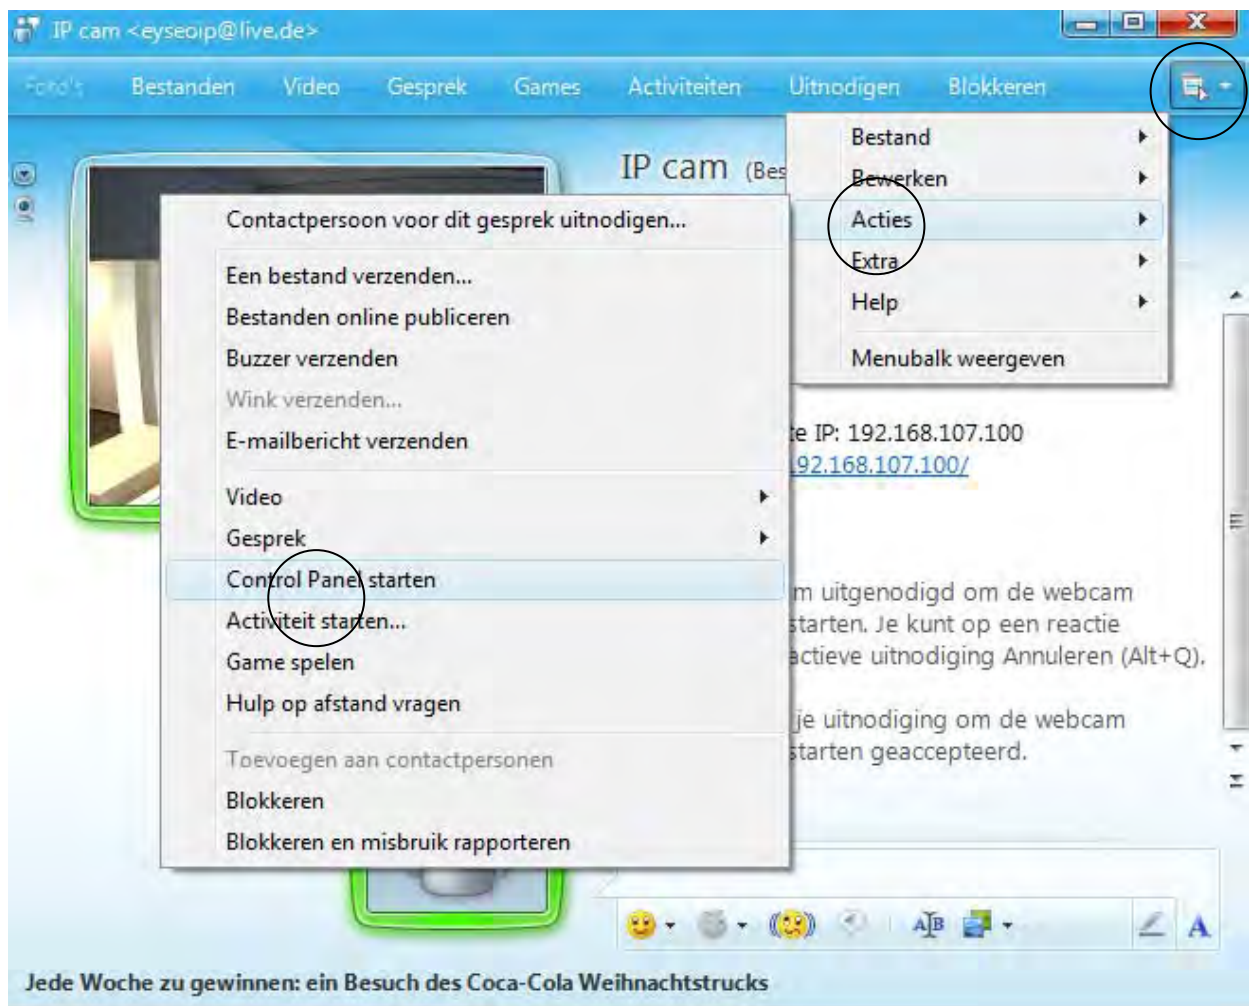 IP cam <eyseoip@live.de>
Foto's Bestanden Video Gesprek Games Activiteiten Uitnodigen Blokkeren
IP cam (Bes
Bestand
Bewerken
Acties
Extra
Help
Menubalk weergeven
Contactpersoon voor dit gesprek uitnodigen...
Een bestand verzenden...
Bestanden online publiceren
Buzzer verzenden
Wink verzenden...
E-mailbericht verzenden
Video
Gesprek
Control Panel starten
Activiteit starten...
Game spelen
Hulp op afstand vragen
Toevoegen aan contactpersonen
Blokkeren
Blokkeren en misbruik rapporteren
te IP: 192.168.107.100
192.168.107.100/
m uitgenodigd om de webcam
starten. Je kunt op een reactie
actieve uitnodiging Annuleren (Alt+Q).
je uitnodiging om de webcam
starten geaccepteerd.
Jede Woche zu gewinnen: ein Besuch des Coca-Cola Weihnachtstrucks